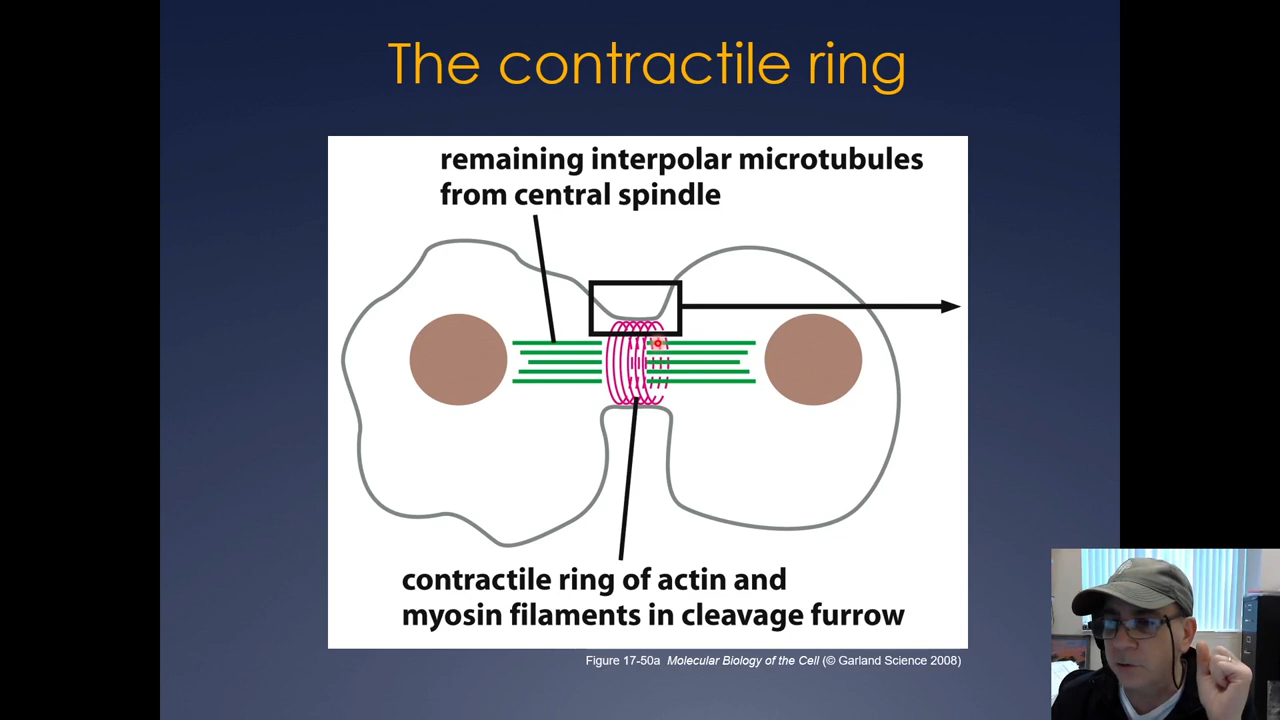 The contractile ring
remaining interpolar microtubules
from central spindle
contractile ring of actin and
myosin filaments in cleavage furrow
Figure 17-50a Molecular Biology of the Cell (© Garland Science 2008)